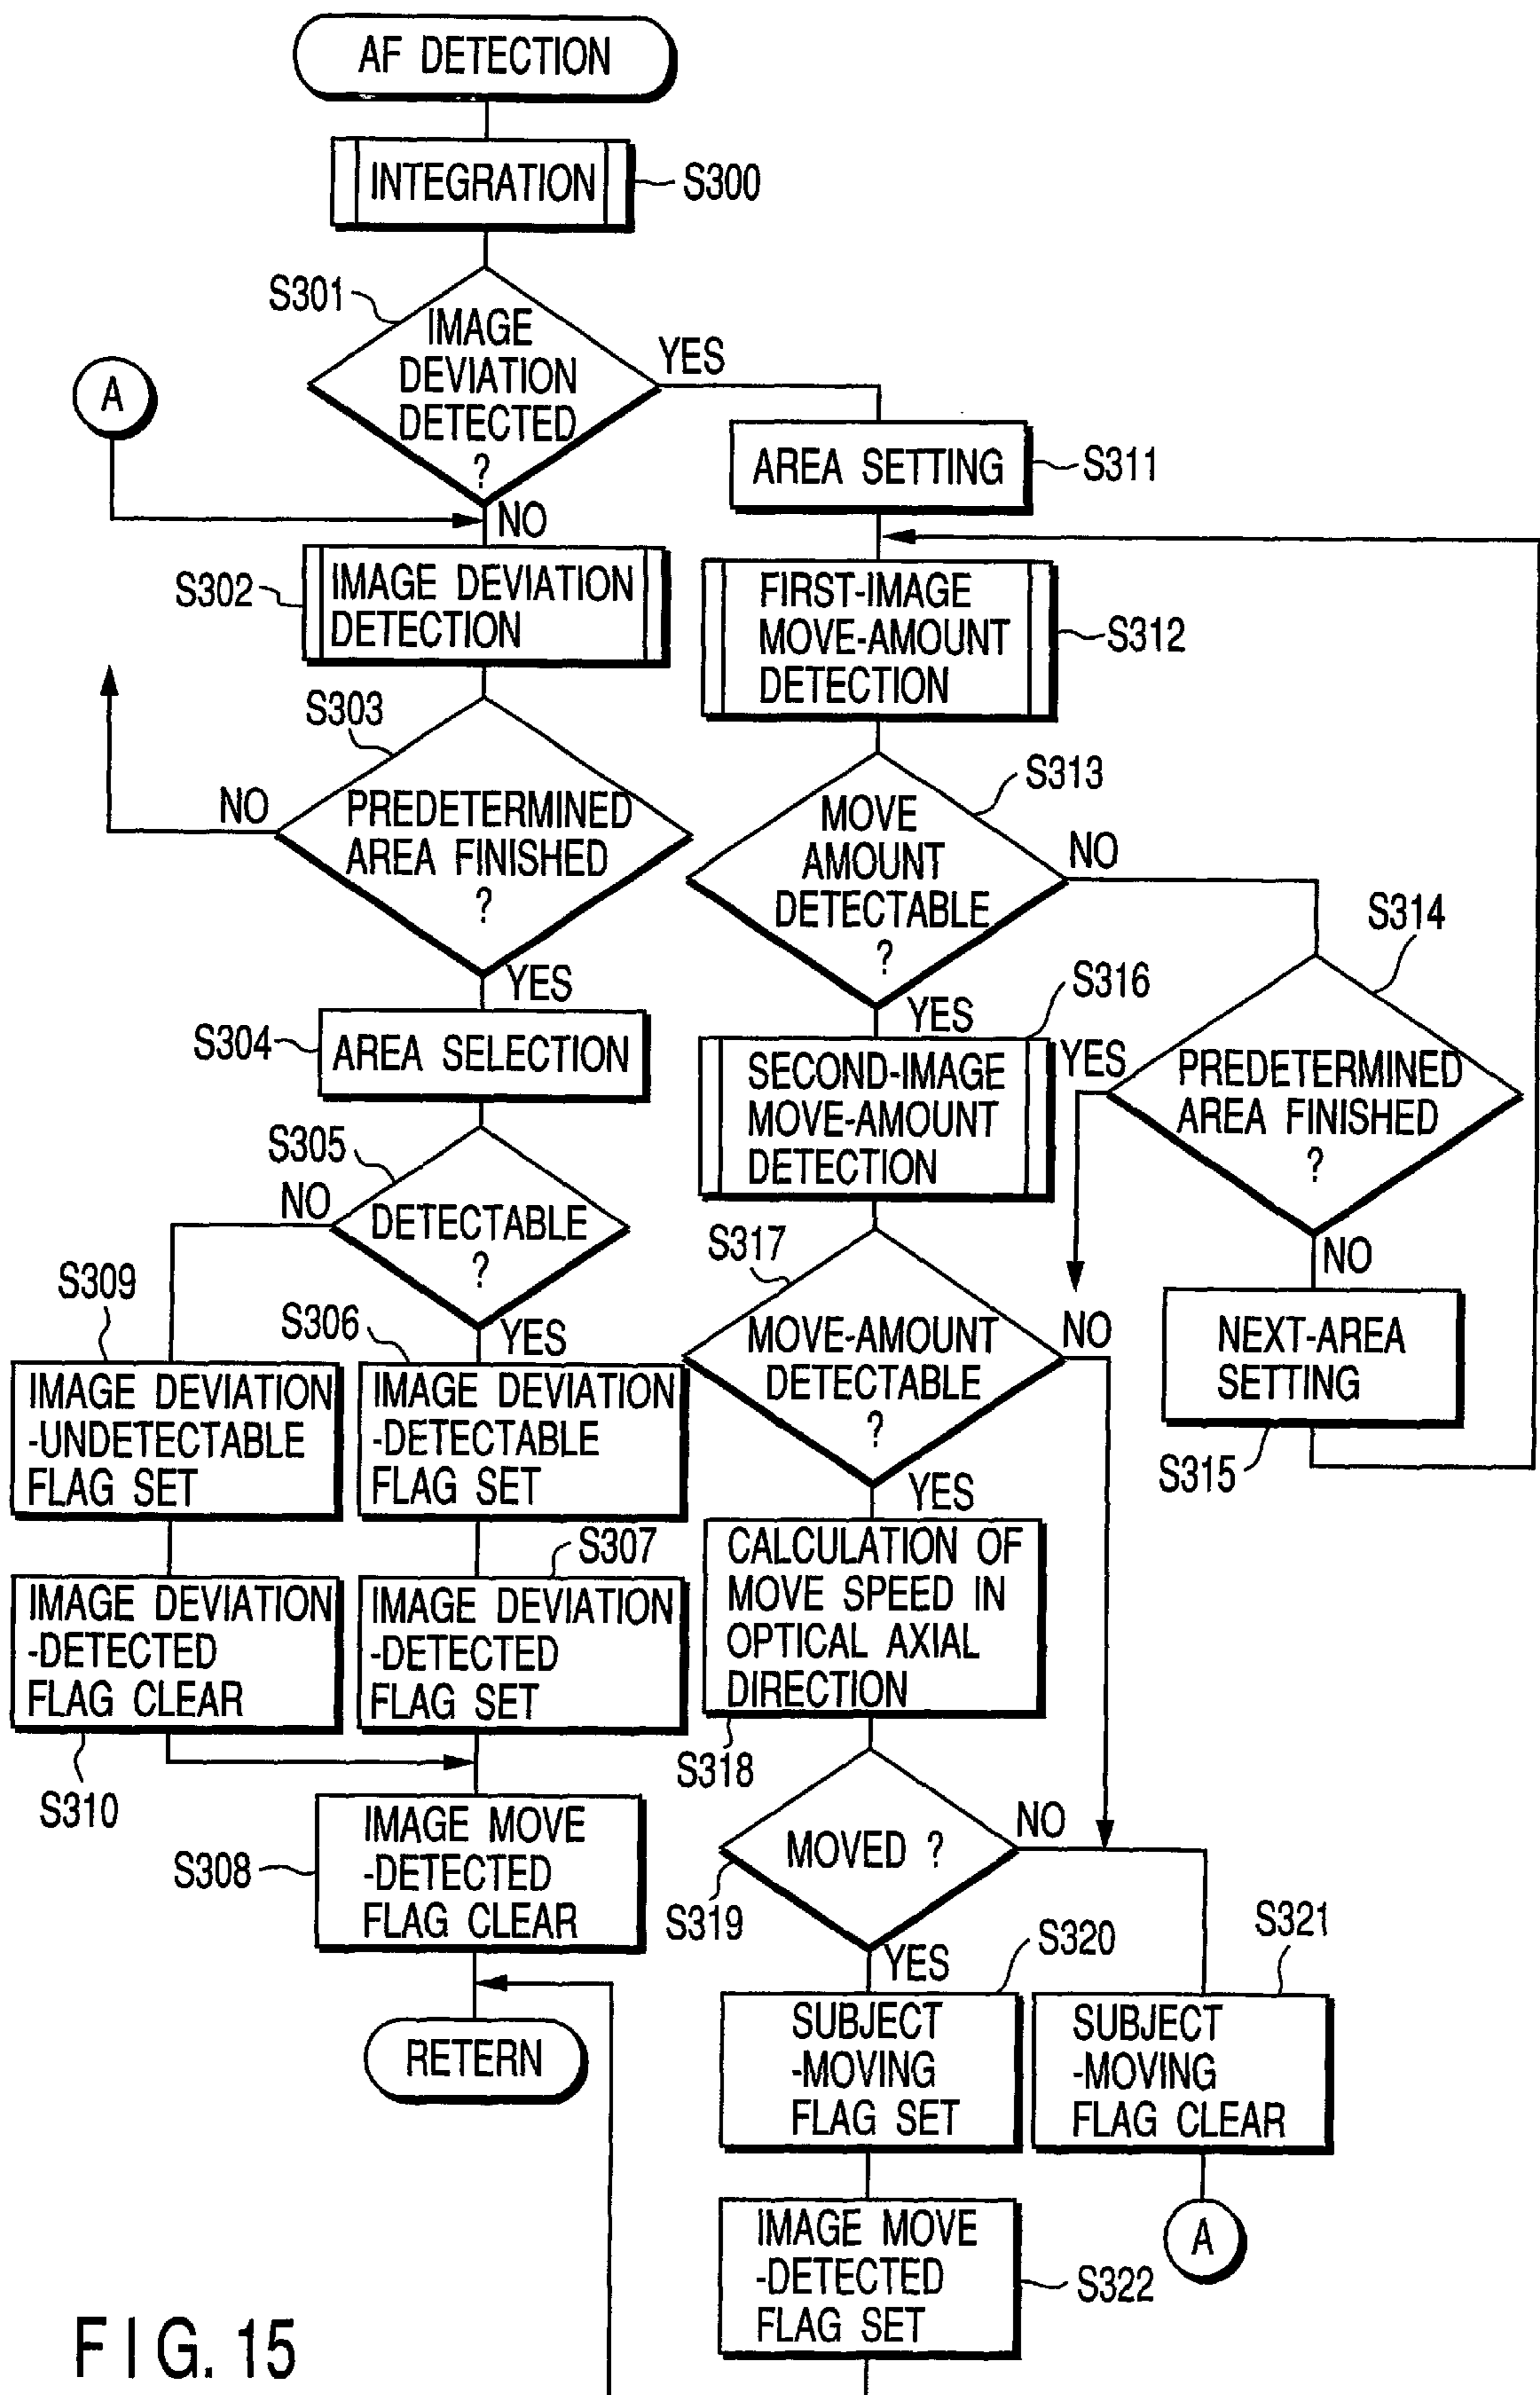 AF DETECTION
INTEGRATION
S300
S301
IMAGE
DEVIATION
DETECTED
?
YES
NO
A
S302
IMAGE DEVIATION
DETECTION
S303
NO
PREDETERMINED
AREA FINISHED
?
YES
S304
AREA SELECTION
S305
NO
DETECTABLE
?
YES
S309
IMAGE DEVIATION
-UNDETECTABLE
FLAG SET
S306
IMAGE DEVIATION
-DETECTABLE
FLAG SET
S307
IMAGE DEVIATION
-DETECTED
FLAG CLEAR
S310
IMAGE DEVIATION
-DETECTED
FLAG SET
S308
IMAGE MOVE
-DETECTED
FLAG CLEAR
RETERN
AREA SETTING
S311
FIRST-IMAGE
MOVE-AMOUNT
DETECTION
S312
S313
MOVE
AMOUNT
DETECTABLE
?
NO
YES
S314
PREDETERMINED
AREA FINISHED
?
YES
NO
NEXT-AREA
SETTING
S315
S316
SECOND-IMAGE
MOVE-AMOUNT
DETECTION
S317
MOVE-AMOUNT
DETECTABLE
?
NO
YES
CALCULATION OF
MOVE SPEED IN
OPTICAL AXIAL
DIRECTION
S318
MOVED ?
NO
S319
YES
S320
SUBJECT
-MOVING
FLAG SET
S321
SUBJECT
-MOVING
FLAG CLEAR
A
IMAGE MOVE
-DETECTED
FLAG SET
S322
FIG. 15